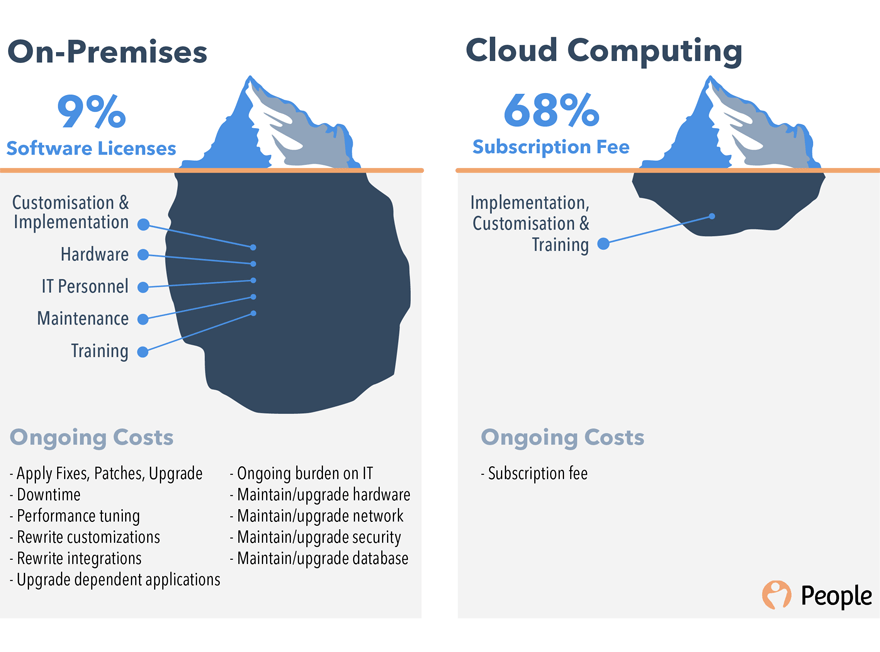 On-Premises
9%
Software Licenses
Customisation &
Implementation
Hardware
IT Personnel
Maintenance
Training
Ongoing Costs
- Apply Fixes, Patches, Upgrade
- Downtime
- Performance tuning
- Rewrite customizations
- Rewrite integrations
- Upgrade dependent applications
- Ongoing burden on IT
- Maintain/upgrade hardware
- Maintain/upgrade network
- Maintain/upgrade security
- Maintain/upgrade database
Cloud Computing
68%
Subscription Fee
Implementation,
Customisation &
Training
Ongoing Costs
- Subscription fee
People